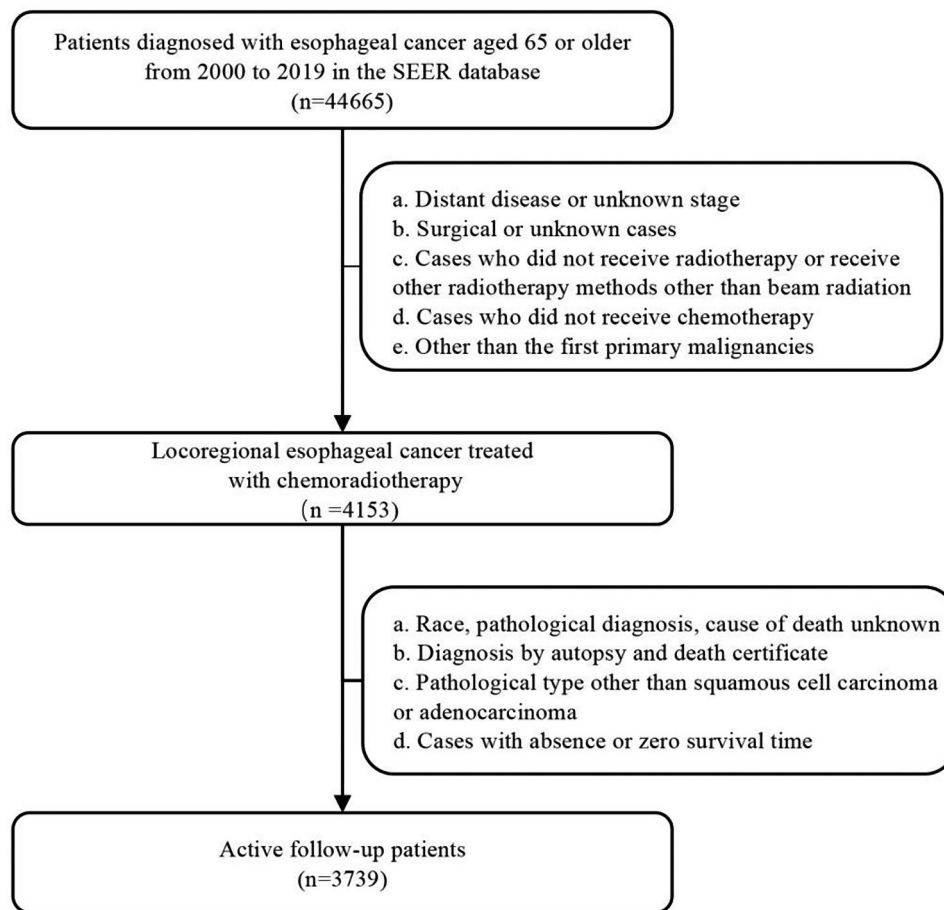 Patients diagnosed with esophageal cancer aged 65 or older
from 2000 to 2019 in the SEER database
(n=44665)
a. Distant disease or unknown stage
b. Surgical or unknown cases
c. Cases who did not receive radiotherapy or receive
other radiotherapy methods other than beam radiation
d. Cases who did not receive chemotherapy
e. Other than the first primary malignancies
Locoregional esophageal cancer treated
with chemoradiotherapy
(n =4153)
a. Race, pathological diagnosis, cause of death unknown
b. Diagnosis by autopsy and death certificate
c. Pathological type other than squamous cell carcinoma
or adenocarcinoma
d. Cases with absence or zero survival time
Active follow-up patients
(n=3739)